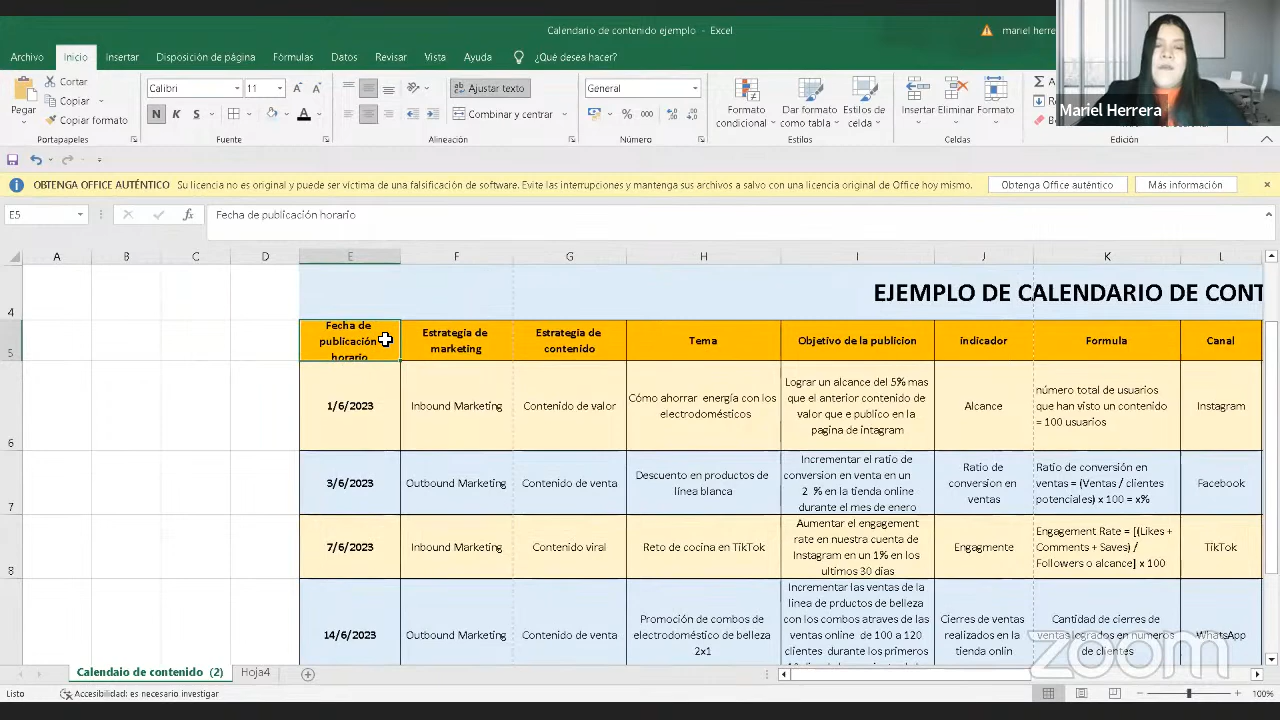 Calendario de contenido ejemplo - Excel
mariel herre
Archivo Inicio Insertar Disposición de página Fórmulas Datos Revisar Vista Ayuda ¿Qué desea hacer?
Pegar
Cortar
Copiar
Copiar formato
Portapapeles
Calibri 11
N K S
Fuente
Ajustar texto
Combinar y centrar
Alineación
General
% 000
Número
Formato condicional
Dar formato como tabla
Estilos de celda
Estilos
Insertar Eliminar Formato
Celdas
Edición
Mariel Herrera
OBTENGA OFFICE AUTÉNTICO Su licencia no es original y puede ser víctima de una falsificación de software. Evite las interrupciones y mantenga sus archivos a salvo con una licencia original de Office hoy mismo. Obtenga Office auténtico Más información
E5 fx Fecha de publicación horario
A B C D E F G H I J K L
4
EJEMPLO DE CALENDARIO DE CONT
5
Fecha de publicación horario
Estrategia de marketing
Estrategia de contenido
Tema
Objetivo de la publicion
indicador
Formula
Canal
6
1/6/2023
Inbound Marketing
Contenido de valor
Cómo ahorrar energía con los electrodomésticos
Lograr un alcance del 5% mas que el anterior contenido de valor que e publico en la pagina de intagram
Alcance
número total de usuarios que han visto un contenido = 100 usuarios
Instagram
7
3/6/2023
Outbound Marketing
Contenido de venta
Descuento en productos de línea blanca
Incrementar el ratio de conversion en venta en un 2 % en la tienda online durante el mes de enero
Ratio de conversion en ventas
Ratio de conversión en ventas = (Ventas / clientes potenciales) x 100 = x%
Facebook
8
7/6/2023
Inbound Marketing
Contenido viral
Reto de cocina en TikTok
Aumentar el engagement rate en nuestra cuenta de Instagram en un 1% en los ultimos 30 días
Engagmente
Engagement Rate = [(Likes + Comments + Saves) / Followers o alcance] x 100
TikTok
14/6/2023
Outbound Marketing
Contenido de venta
Promoción de combos de electrodoméstico de belleza 2x1
Incrementar las ventas de la linea de prductos de belleza con los combos atraves de las ventas online de 100 a 120 clientes durante los primeros
Cierres de ventas realizados en la tienda onlin
Cantidad de cierres de ventas logrados en numeros de clientes
WhatsApp
zoom
Calendaio de contenido (2) Hoja4
Listo Accesibilidad: es necesario investigar 100%